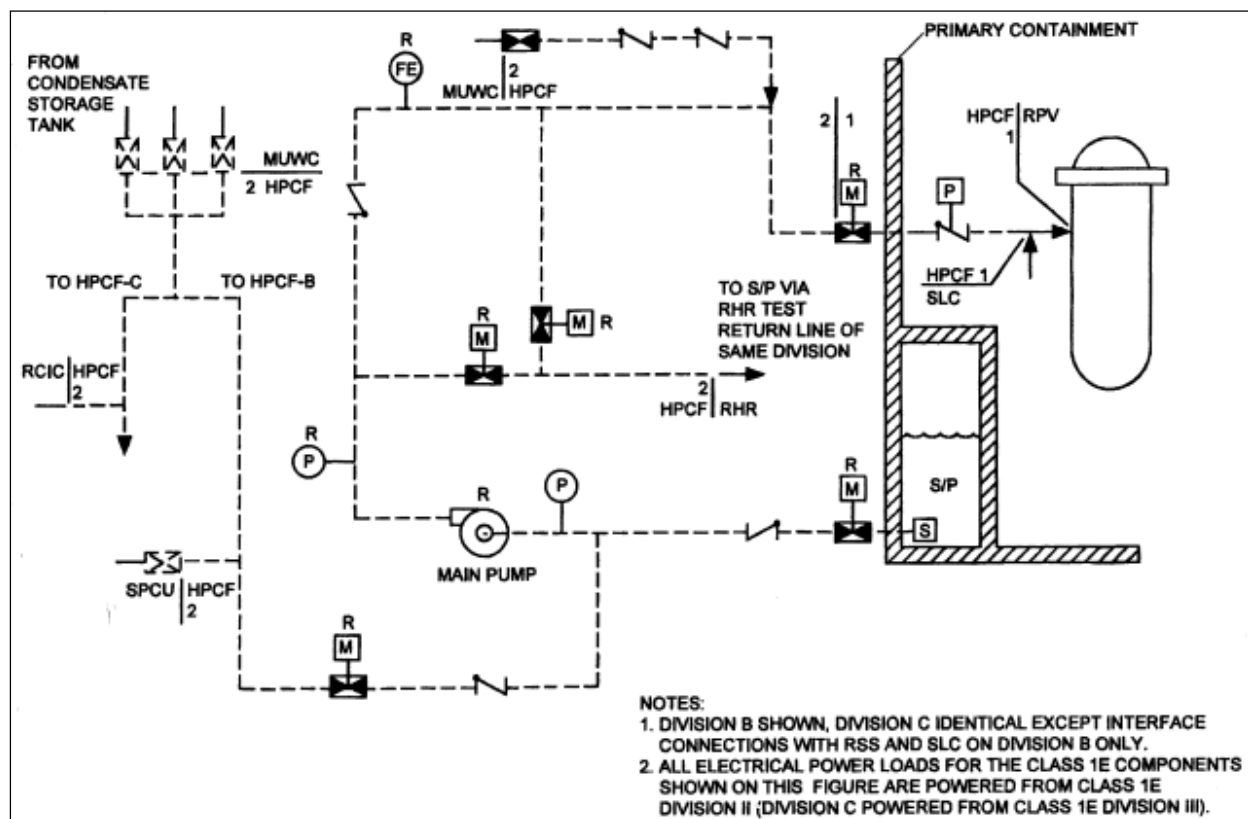 FROM
CONDENSATE
STORAGE
TANK
R
FE
2
MUWC HPCF
PRIMARY CONTAINMENT
MUWC
2 HPCF
2 1
HPCF RPV
1
R
M
P
HPCF 1
SLC
TO HPCF-C
TO HPCF-B
RCIC HPCF
2
R
M
M R
TO S/P VIA
RHR TEST
RETURN LINE OF
SAME DIVISION
2
HPCF RHR
R
P
R
MAIN PUMP
P
R
M
S/P
S
SPCU HPCF
2
R
M
NOTES:
1. DIVISION B SHOWN, DIVISION C IDENTICAL EXCEPT INTERFACE
CONNECTIONS WITH RSS AND SLC ON DIVISION B ONLY.
2. ALL ELECTRICAL POWER LOADS FOR THE CLASS 1E COMPONENTS
SHOWN ON THIS FIGURE ARE POWERED FROM CLASS 1E
DIVISION II (DIVISION C POWERED FROM CLASS 1E DIVISION III).